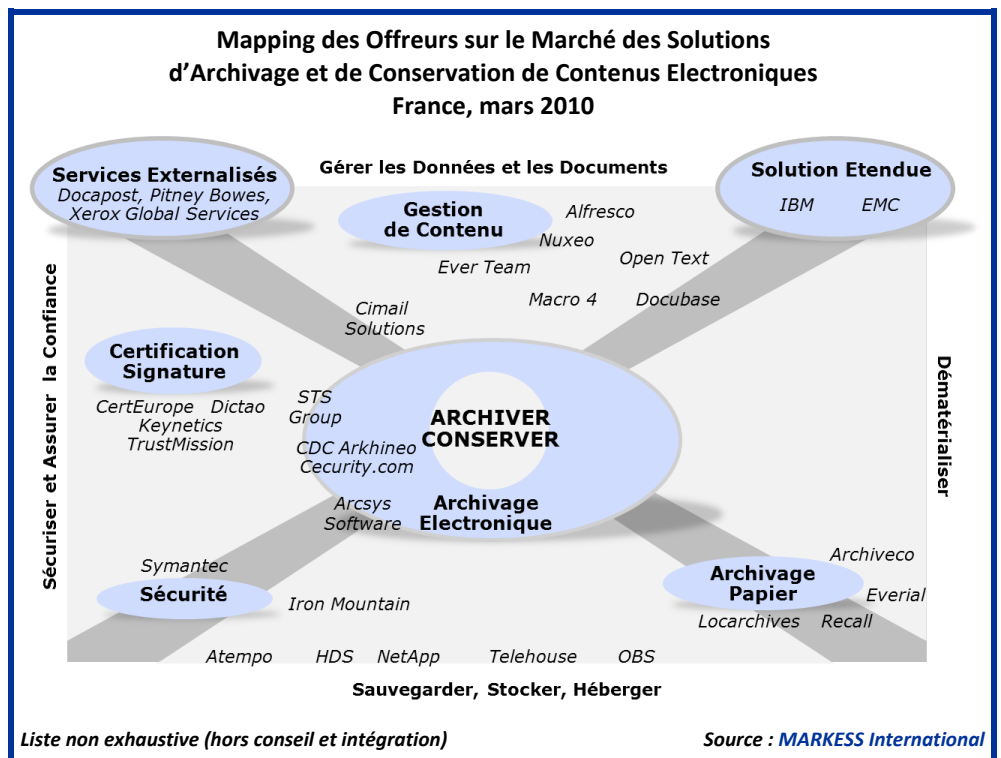 Mapping des Offreurs sur le Marché des Solutions
d’Archivage et de Conservation de Contenus Electroniques
France, mars 2010
Gérer les Données et les Documents
Services Externalisés
Docapost, Pitney Bowes,
Xerox Global Services
Solution Etendue
IBM EMC
Gestion
de Contenu
Alfresco
Nuxeo
Open Text
Ever Team
Macro 4 Docubase
Cimail
Solutions
Sécuriser et Assurer la Confiance
Certification
Signature
CertEurope Dictao
Keynetics
TrustMission
STS
Group
CDC Arkhineo
Cecurity.com
Arcsys
Software
ARCHIVER
CONSERVER
Archivage
Electronique
Dématérialiser
Symantec
Sécurité
Iron Mountain
Archiveco
Archivage
Papier
Everial
Locarchives Recall
Atempo HDS NetApp Telehouse OBS
Sauvegarder, Stocker, Héberger
Liste non exhaustive (hors conseil et intégration)
Source : MARKESS International